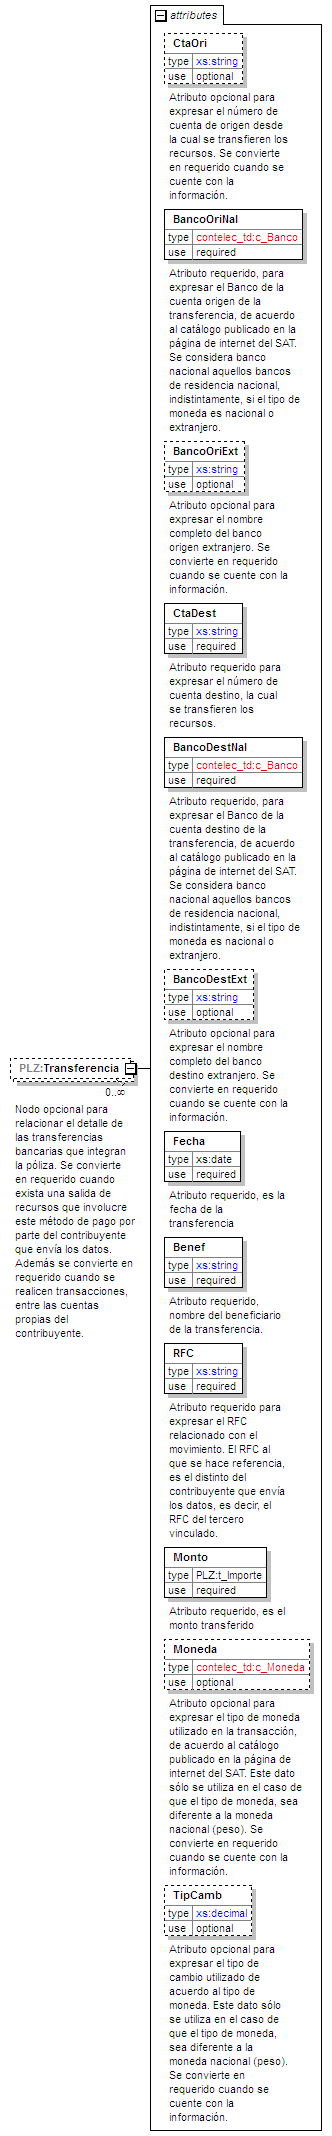 attributes
CtaOri
type xs:string
use optional
Atributo opcional para
expresar el número de
cuenta de origen desde
la cual se transfieren los
recursos. Se convierte
en requerido cuando se
cuente con la
información.
BancoOriNal
type contelec_td:c_Banco
use required
Atributo requerido, para
expresar el Banco de la
cuenta origen de la
transferencia, de acuerdo
al catálogo publicado en la
página de internet del SAT.
Se considera banco
nacional aquellos bancos
de residencia nacional,
indistintamente, si el tipo de
moneda es nacional o
extranjero.
BancoOriExt
type xs:string
use optional
Atributo opcional para
expresar el nombre
completo del banco
origen extranjero. Se
convierte en requerido
cuando se cuente con la
información.
CtaDest
type xs:string
use required
Atributo requerido para
expresar el número de
cuenta destino, la cual
se transfieren los
recursos.
BancoDestNal
type contelec_td:c_Banco
use required
Atributo requerido, para
expresar el Banco de la
cuenta destino de la
transferencia, de acuerdo
al catálogo publicado en la
página de internet del SAT.
Se considera banco
nacional aquellos bancos
de residencia nacional,
indistintamente, si el tipo de
moneda es nacional o
extranjero.
BancoDestExt
type xs:string
use optional
Atributo opcional para
expresar el nombre
completo del banco
destino extranjero. Se
convierte en requerido
cuando se cuente con la
información.
PLZ:Transferencia
0..∞
Nodo opcional para
relacionar el detalle de
las transferencias
bancarias que integran
la póliza. Se convierte
en requerido cuando
exista una salida de
recursos que involucre
este método de pago por
parte del contribuyente
que envía los datos.
Además se convierte en
requerido cuando se
realicen transacciones,
entre las cuentas
propias del
contribuyente.
Fecha
type xs:date
use required
Atributo requerido, es la
fecha de la
transferencia
Benef
type xs:string
use required
Atributo requerido,
nombre del beneficiario
de la transferencia.
RFC
type xs:string
use required
Atributo requerido para
expresar el RFC
relacionado con el
movimiento. El RFC al
que se hace referencia,
es el distinto del
contribuyente que envía
los datos, es decir, el
RFC del tercero
vinculado.
Monto
type PLZ:t_Importe
use required
Atributo requerido, es el
monto transferido
Moneda
type contelec_td:c_Moneda
use optional
Atributo opcional para
expresar el tipo de moneda
utilizado en la transacción,
de acuerdo al catálogo
publicado en la página de
internet del SAT. Este dato
sólo se utiliza en el caso de
que el tipo de moneda, sea
diferente a la moneda
nacional (peso). Se
convierte en requerido
cuando se cuente con la
información.
TipCamb
type xs:decimal
use optional
Atributo opcional para
expresar el tipo de
cambio utilizado de
acuerdo al tipo de
moneda. Este dato sólo
se utiliza en el caso de
que el tipo de moneda,
sea diferente a la
moneda nacional (peso).
Se convierte en
requerido cuando se
cuente con la
información.